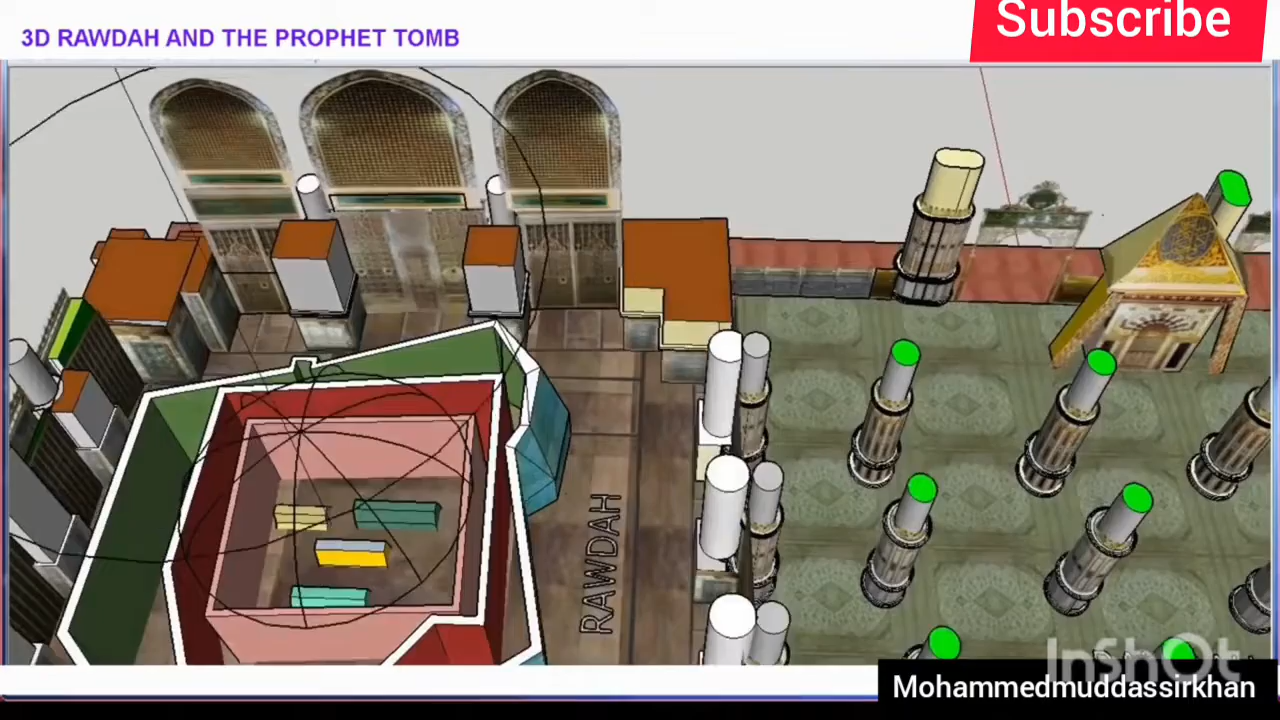 Subscribe
3D RAWDAH AND THE PROPHET TOMB
RAWDAH
InShOt
Mohammedmuddassirkhan